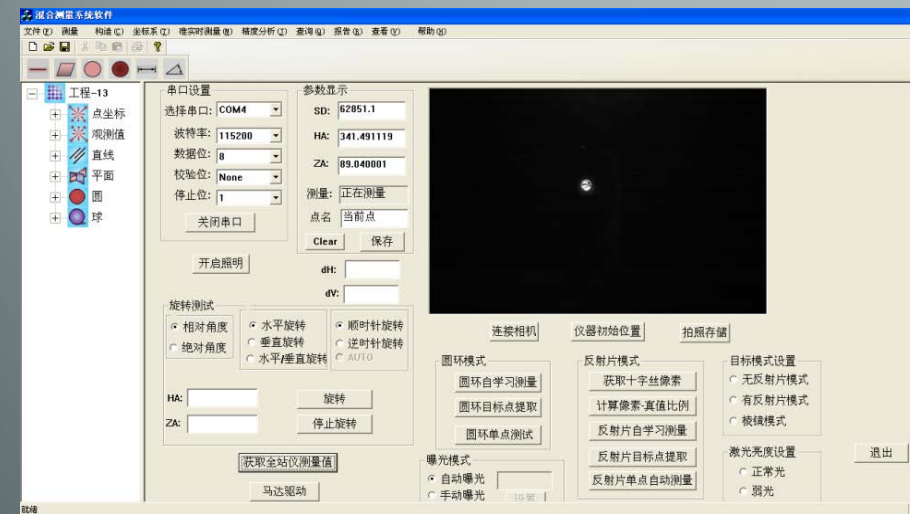 混合测量系统软件
文件(F) 测量 构造(C) 坐标系(T) 准实时测量(M) 精度分析(J) 查询(Q) 报告(R) 查看(V) 帮助(H)
工程-13
点坐标
观测值
直线
平面
圆
球
串口设置
选择串口: COM4
波特率: 115200
数据位: 8
校验位: None
停止位: 1
关闭串口
开启照明
参数显示
SD: 62851.1
HA: 341.491119
ZA: 89.040001
测量: 正在测量
点名 当前点
Clear 保存
dH:
dV:
旋转测试
相对角度
绝对角度
水平旋转
垂直旋转
水平/垂直旋转
顺时针旋转
逆时针旋转
AUTO
HA: 旋转
ZA: 停止旋转
获取全站仪测量值
马达驱动
连接相机 仪器初始位置 拍照存储
圆环模式
圆环自学习测量
圆环目标点提取
圆环单点测试
曝光模式
自动曝光
手动曝光 设置
反射片模式
获取十字丝像素
计算像素-真值比例
反射片自学习测量
反射片目标点提取
反射片单点自动测量
目标模式设置
无反射片模式
有反射片模式
棱镜模式
激光亮度设置
正常光
弱光
退出
就绪